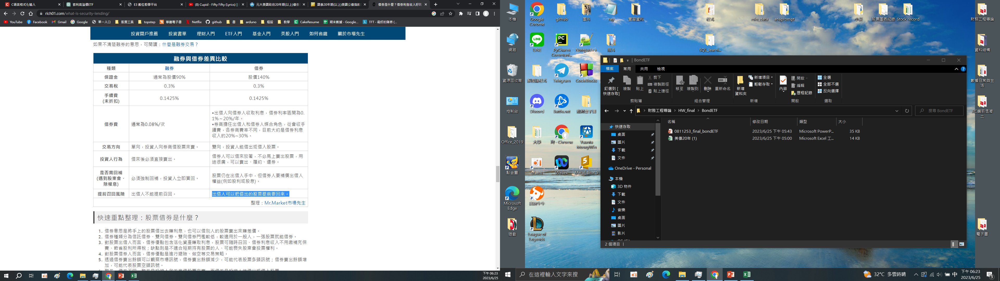 C语言格式化输入
套利高溢價ETF
E3 數位教學平台
(8) Cupid - Fifty Fifty (Lyrics) ||
元大美國政府20年期(以上)債券
國泰20年期(以上)美國公債指數
借券是什麼？借券利息收入好嗎
rich01.com/what-is-security-lending/
YouTube Facebook Gmail Google 單一入口 股票工具 topstep 華藝電子書 Netflix github 書 arduno 程設 教學 CakeResume 期末數據 - Google... TFT - 最好的陣容 (...
投資開戶推薦 投資書單 理財入門 ETF入門 基金入門 美股入門 如何省錢 關於市場先生
如果不清楚融券的意思，可閱讀：什麼是融券交易？
融券與借券差異比較
種類 融券 借券
保證金 通常為股價90% 股價140%
交易稅 0.3% 0.3%
手續費
(未折扣) 0.1425% 0.1425%
借券費 通常為0.08%/次
•出借人向借券人收取利息，借券利率區間為0.
1%～20%/年。
•券商擔任出借人和借券人媒合角色，從會收手
續費，各券商費率不同，目前大約是借券利息
收入的20%~30%。
交易方向 單向，投資人向券商借股票來賣。 雙向，投資人能借出或借入股票。
投資人行為 借來後必須直接賣出。
借券人可以借來放著，不必馬上賣出股票，用
途很廣，可以賣出、履約、還券。
是否需回補
(遇到股東會、
除權息)
必須強制回補，投資人立即買回。
股票仍在出借人手中，但借券人要補償出借人
權益(例如股利或股息)。
提前召回風險 出借人不能提前召回。 出借人可以把借出的股票提前要回來。
整理：Mr.Market市場先生
快速重點整理：股票借券是什麼？
1. 借券意思是將手上的股票借出去賺利息，也可以借別人的股票賣出來賺差價。
2. 借券種類分為信託借券、雙向借券。雙向借券門檻較低，較適用於一般人，一張股票就能借券。
3. 對股票出借人而言，借券優點包含活化資產賺取利息，股票可隨時召回、借券利息收入不用繳補充保
費、節省股利所得稅；缺點則是不適合短期持有股票的人、可能喪失股東會投票權利。
4. 對股票借券人而言，借券優點是進行避險、做空等交易策略。
5. 透過借券賣出餘額可以觀察市場訊號，借券賣出餘額減少，可能代表股票多頭訊號；借券賣出餘額增
加，可能代表股票空頭訊號。
下午 06:23
2023/6/25
本機
Google
Chrome
github
圖片
ray
實習資料
程式
min_data
anaprompt
小麥
股票圖表紀錄
Stock record
財務工程導論
網路
LINE
PyCharm
Communi...
Notepad++
照片
SQL_learni...
資料結構
資源回收筒
Telegram
CodeBlocks
數據日常與生
活
控制台
Discord
Battle.net
RC鋼筋混凝
土
Office_2019
大學
狗 - Chrome
Yuanta
MoneyWin
點金靈
oCam
Webex
MetaEditor 5
Microsoft
Edge
富途牛牛
遊戲
League of
Legends
電子書
BondETF
檔案 常用 共用 檢視
釘選到 [
快速存取]
複製
貼上
剪下
複製路徑
貼上捷徑
剪貼簿
移至
複製到
刪除
重新命名
組合管理
新增
資料夾
新增項目
輕鬆存取
新增
內容
開啟
編輯
歷程記錄
開啟
全選
全部不選
反向選擇
選取
財務工程導論 › HW_final › BondETF
搜尋 BondETF
名稱 修改日期 類型 大小
0811253_final_bondETF 2023/6/25 下午 05:43 Microsoft PowerP... 35 KB
美債20年 (1) 2023/6/25 下午 05:00 Microsoft Excel 工... 14 KB
快速存取
桌面
圖片
下載
文件
OneDrive - Personal
本機
3D 物件
下載
文件
音樂
桌面
圖片
影片
2 個項目
在這裡輸入文字來搜
32°C 多雲時晴
中
下午 06:23
2023/6/25
3